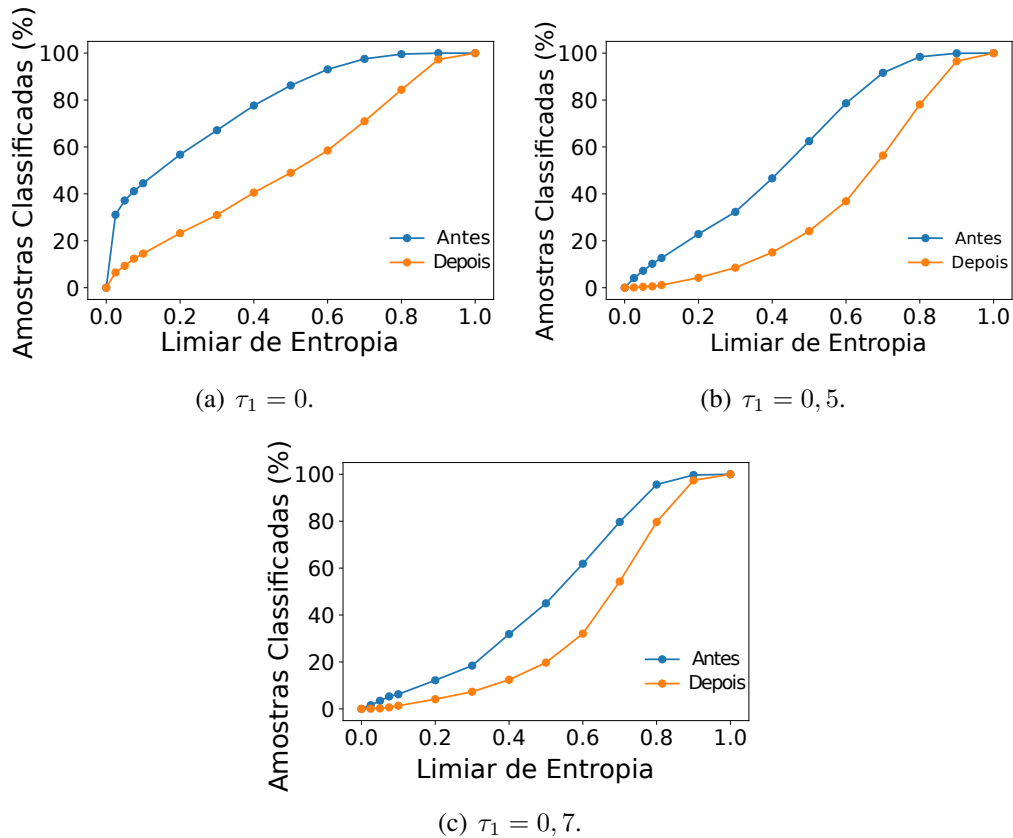 Amostras Classificadas (%)
100
80
60
40
20
0
Antes
Depois
0.0 0.2 0.4 0.6 0.8 1.0
Limiar de Entropia
(a) τ₁ = 0.
Amostras Classificadas (%)
100
80
60
40
20
0
Antes
Depois
0.0 0.2 0.4 0.6 0.8 1.0
Limiar de Entropia
(b) τ₁ = 0, 5.
Amostras Classificadas (%)
100
80
60
40
20
0
Antes
Depois
0.0 0.2 0.4 0.6 0.8 1.0
Limiar de Entropia
(c) τ₁ = 0, 7.